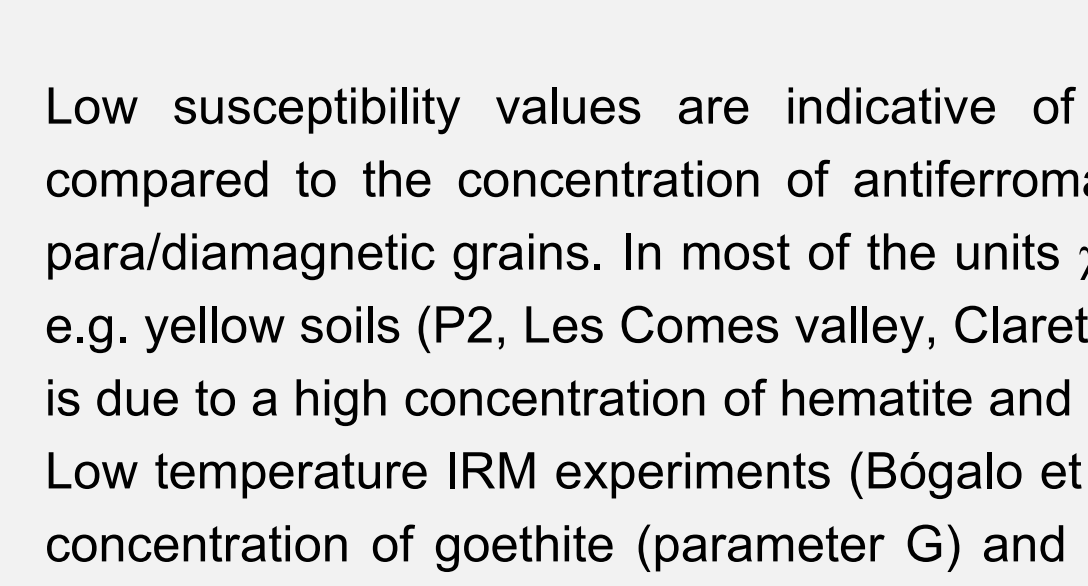 Low susceptibility values are indicative of
compared to the concentration of
para/diamagnetic grains. In most of the units
e.g. yellow soils (P2, Les Comes valley, Claret
is due to a high concentration of hematite and
Low temperature IRM experiments (Bógalo et
concentration of goethite (parameter G) and